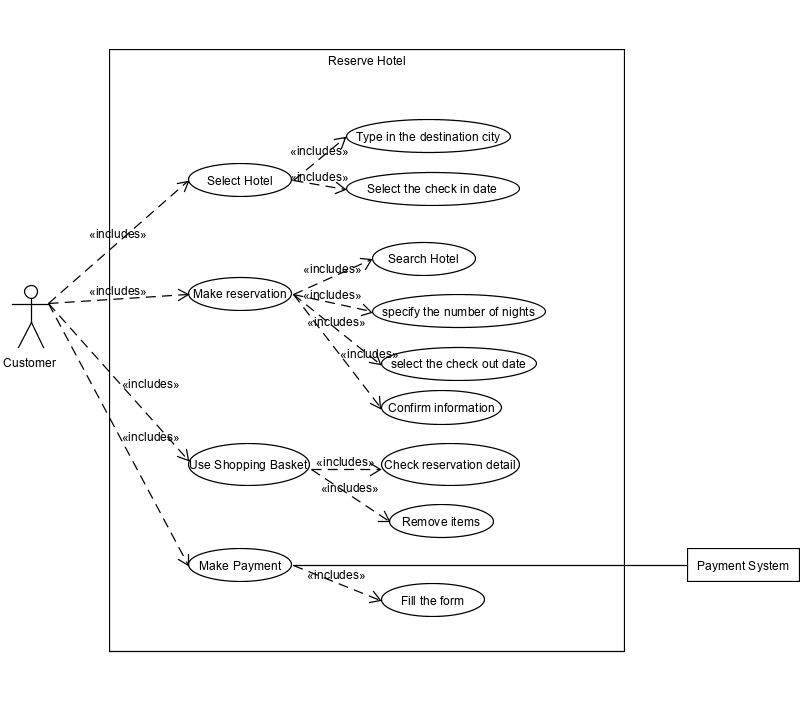 Reserve Hotel
Type in the destination city
«includes»
Select Hotel
«includes»
Select the check in date
«includes»
Search Hotel
«includes»
«includes»
Make reservation
«includes»
specify the number of nights
«includes»
«includes»
select the check out date
Customer
«includes»
Confirm information
«includes»
Use Shopping Basket
«includes»
Check reservation detail
«includes»
Remove items
Make Payment
Payment System
«includes»
Fill the form